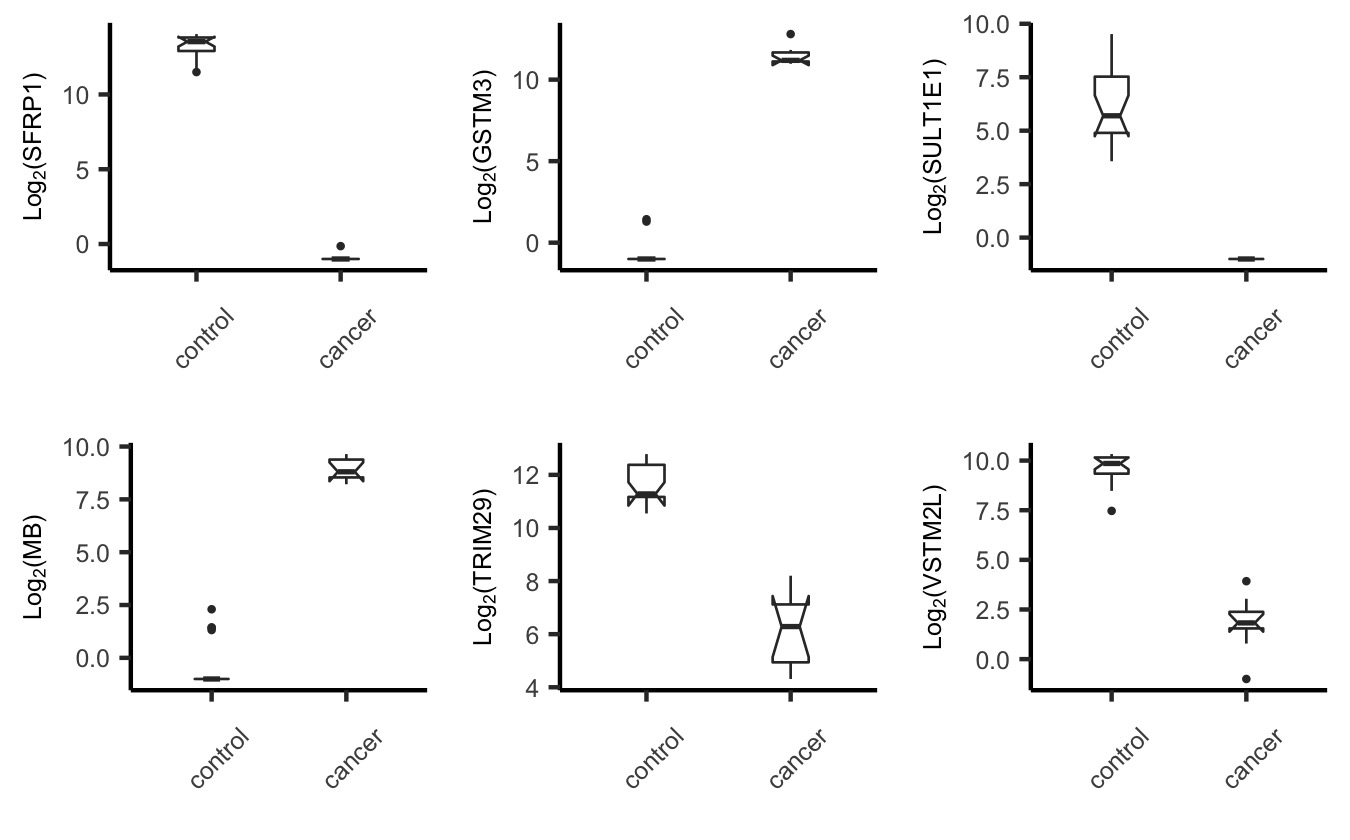 Log₂(SFRP1)
10
5
0
control
cancer
Log₂(GSTM3)
10
5
0
control
cancer
Log₂(SULT1E1)
10.0
7.5
5.0
2.5
0.0
control
cancer
Log₂(MB)
10.0
7.5
5.0
2.5
0.0
control
cancer
Log₂(TRIM29)
12
10
8
6
4
control
cancer
Log₂(VSTM2L)
10.0
7.5
5.0
2.5
0.0
control
cancer